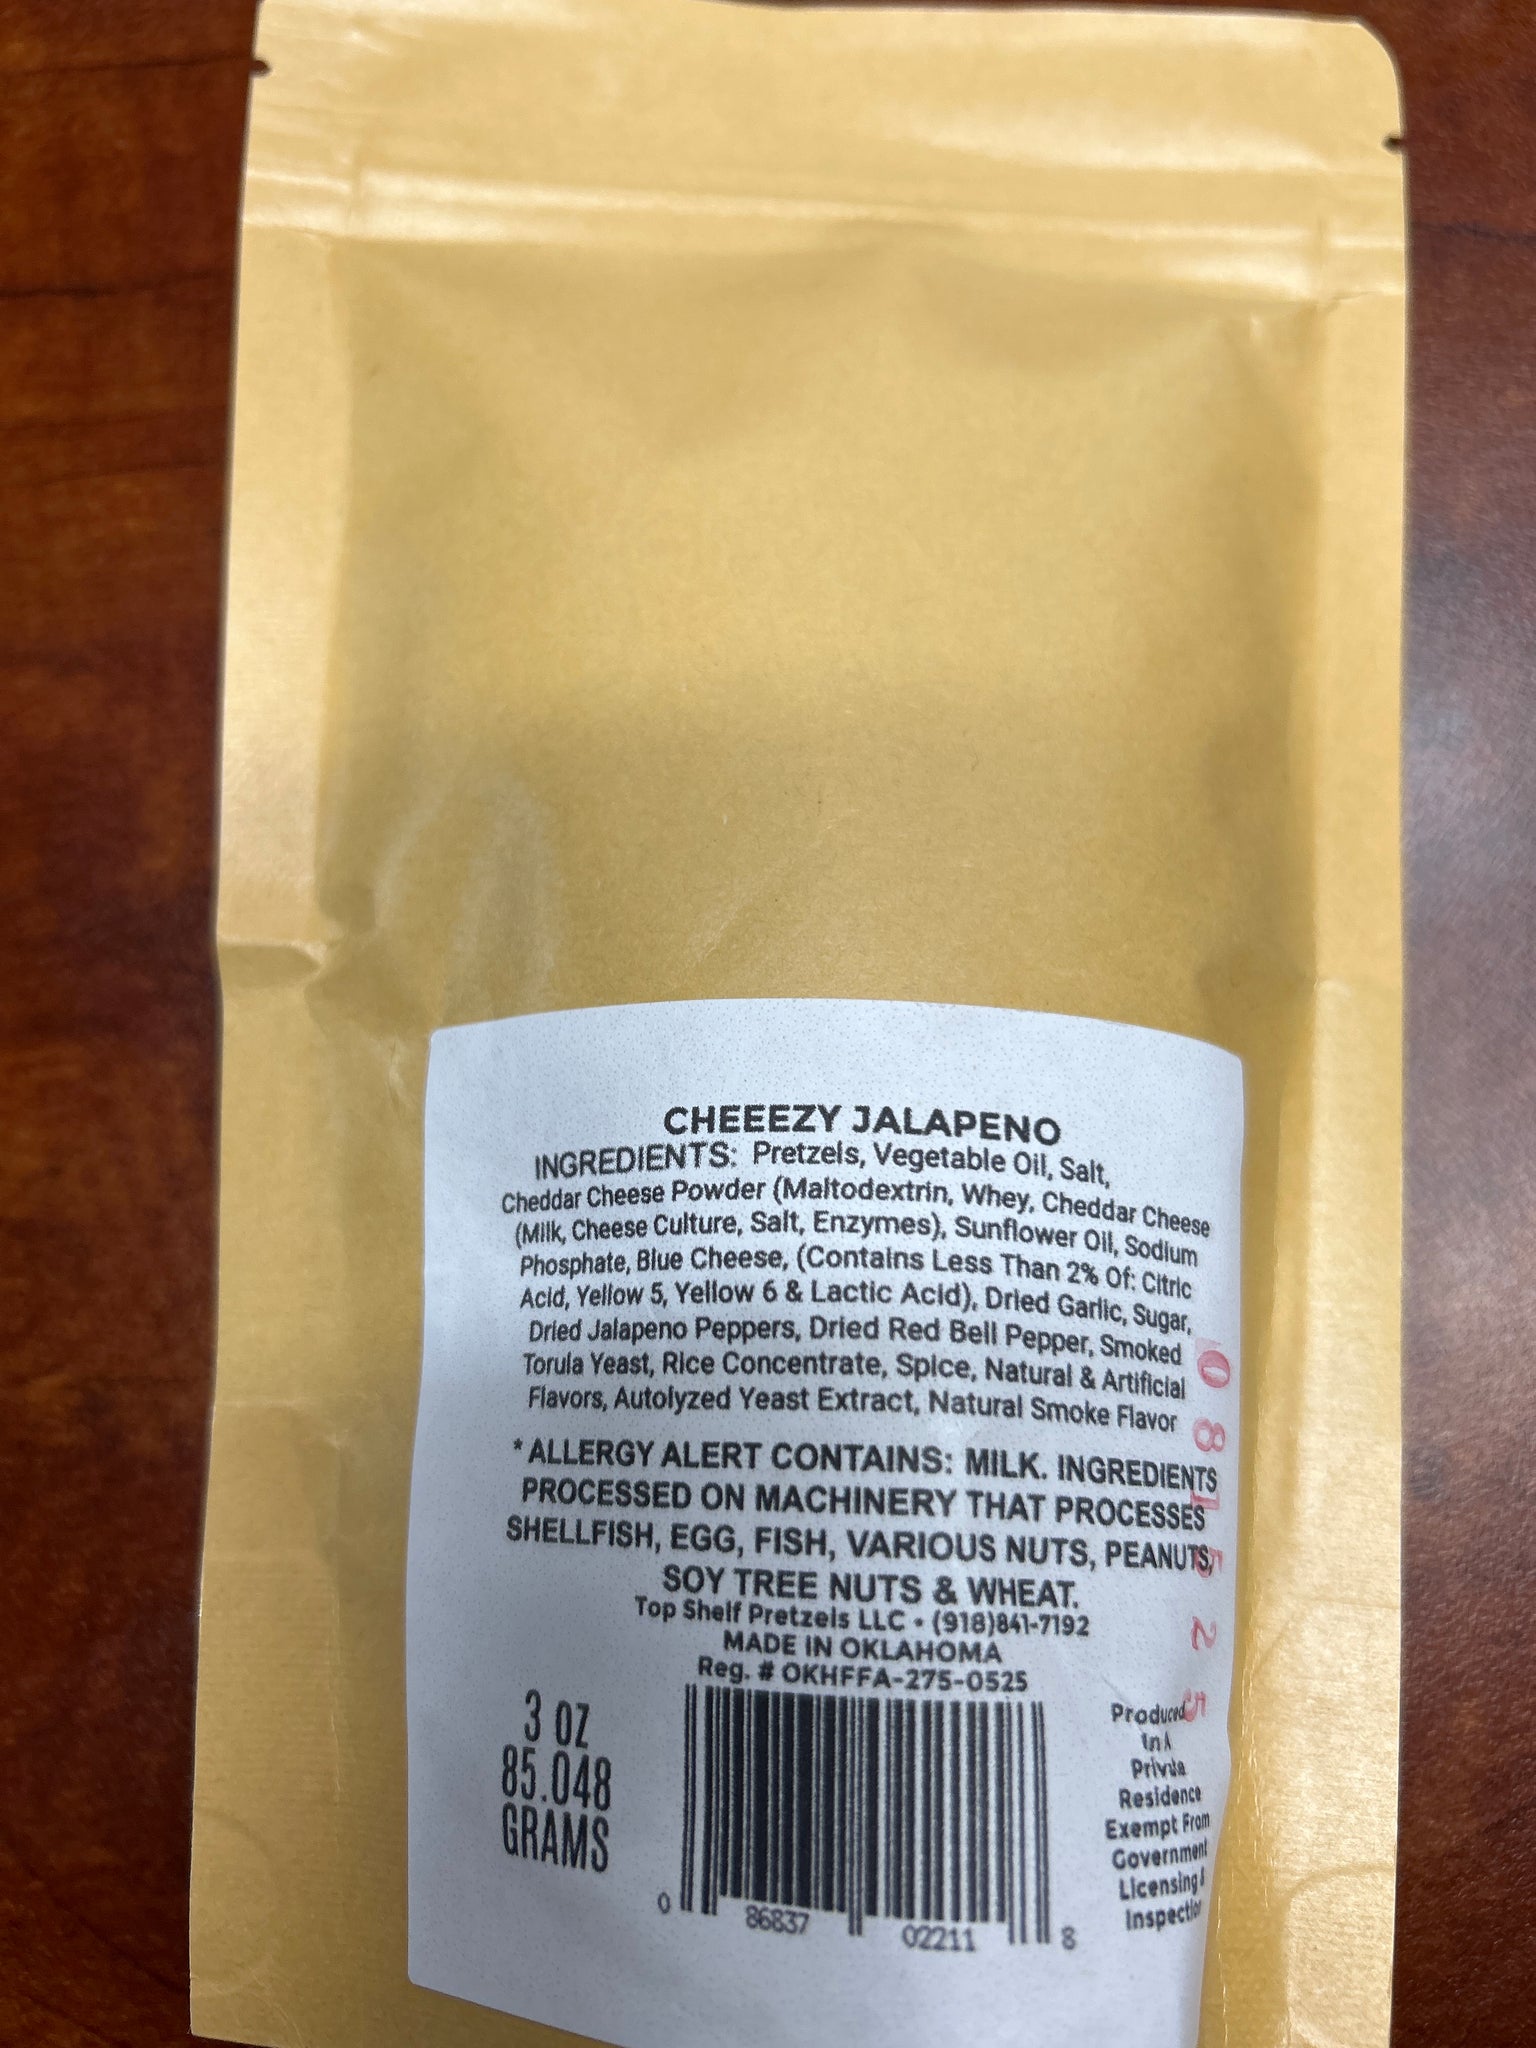 CHEEEZY JALAPENO
INGREDIENTS: Pretzels, Vegetable Oil, Salt,
Cheddar Cheese Powder (Maltodextrin, Whey, Cheddar Cheese
(Milk, Cheese Culture, Salt, Enzymes), Sunflower Oil, Sodium
Phosphate, Blue Cheese, (Contains Less Than 2% Of: Citric
Acid, Yellow 5, Yellow 6 & Lactic Acid), Dried Garlic, Sugar,
Dried Jalapeno Peppers, Dried Red Bell Pepper, Smoked
Torula Yeast, Rice Concentrate, Spice, Natural & Artificial
Flavors, Autolyzed Yeast Extract, Natural Smoke Flavor
*ALLERGY ALERT CONTAINS: MILK. INGREDIENTS
PROCESSED ON MACHINERY THAT PROCESSES
SHELLFISH, EGG, FISH, VARIOUS NUTS, PEANUTS,
SOY TREE NUTS & WHEAT.
Top Shelf Pretzels LLC • (918)841-7192
MADE IN OKLAHOMA
Reg. # OKHFFA-275-0525
3 OZ
85.048
GRAMS
0 86837 02211 8
Produced
In A
Private
Residence
Exempt From
Government
Licensing &
Inspection
081525